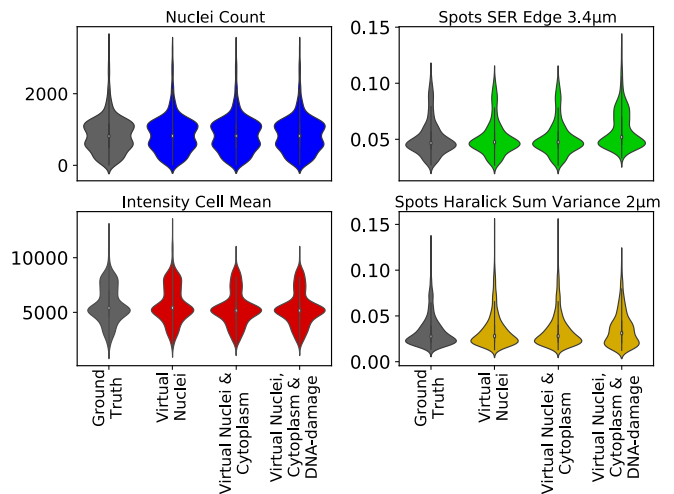 Nuclei Count
Spots SER Edge 3.4µm
2000
0
0.15
0.10
0.05
Intensity Cell Mean
Spots Haralick Sum Variance 2µm
10000
5000
0.15
0.10
0.05
0.00
Ground
Truth
Virtual
Nuclei
Virtual Nuclei &
Cytoplasm
Virtual Nuclei,
Cytoplasm &
DNA-damage
Ground
Truth
Virtual
Nuclei
Virtual Nuclei &
Cytoplasm
Virtual Nuclei,
Cytoplasm &
DNA-damage